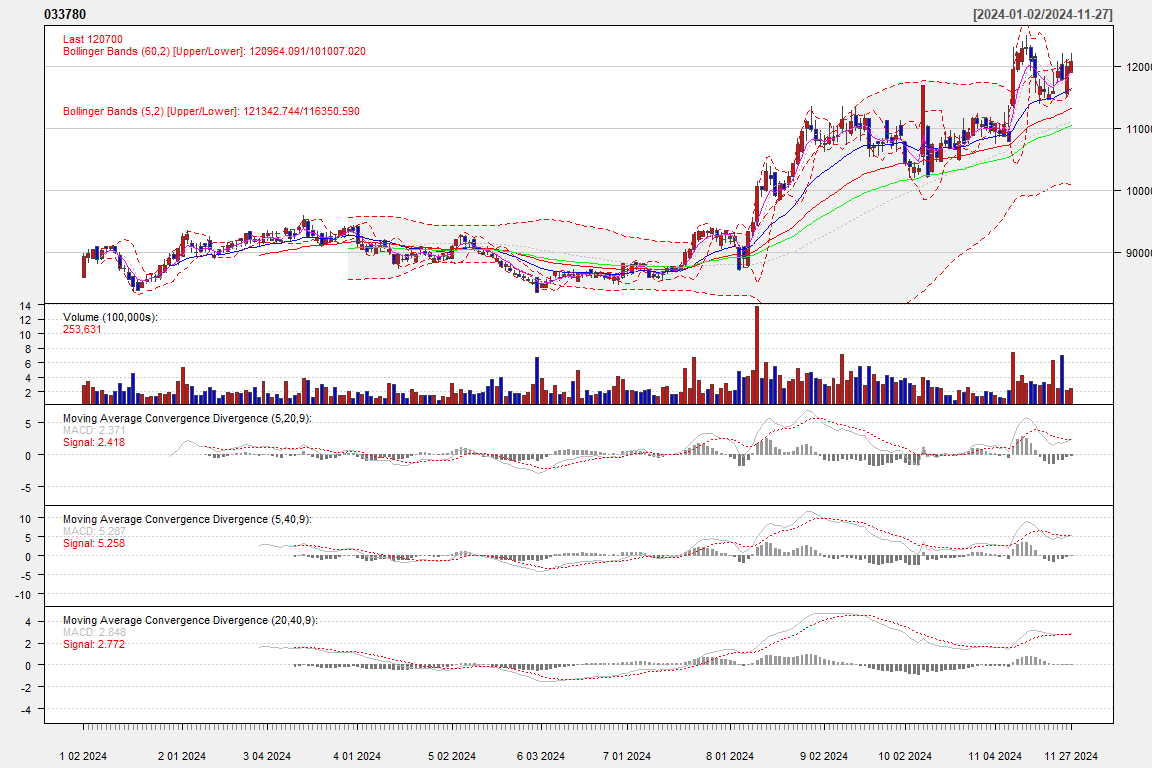 033780 [2024-01-02/2024-11-27]
Last 120700
Bollinger Bands (60,2) [Upper/Lower]: 120964.091/101007.020
Bollinger Bands (5,2) [Upper/Lower]: 121342.744/116350.590
12000
11000
10000
90000
Volume (100,000s):
253,631
14
12
10
8
6
4
2
Moving Average Convergence Divergence (5,20,9):
MACD: 2.371
Signal: 2.418
5
0
-5
Moving Average Convergence Divergence (5,40,9):
MACD: 5.287
Signal: 5.258
10
5
0
-5
-10
Moving Average Convergence Divergence (20,40,9):
MACD: 2.848
Signal: 2.772
4
2
0
-2
-4
1 02 2024 2 01 2024 3 04 2024 4 01 2024 5 02 2024 6 03 2024 7 01 2024 8 01 2024 9 02 2024 10 02 2024 11 04 2024 11 27 2024